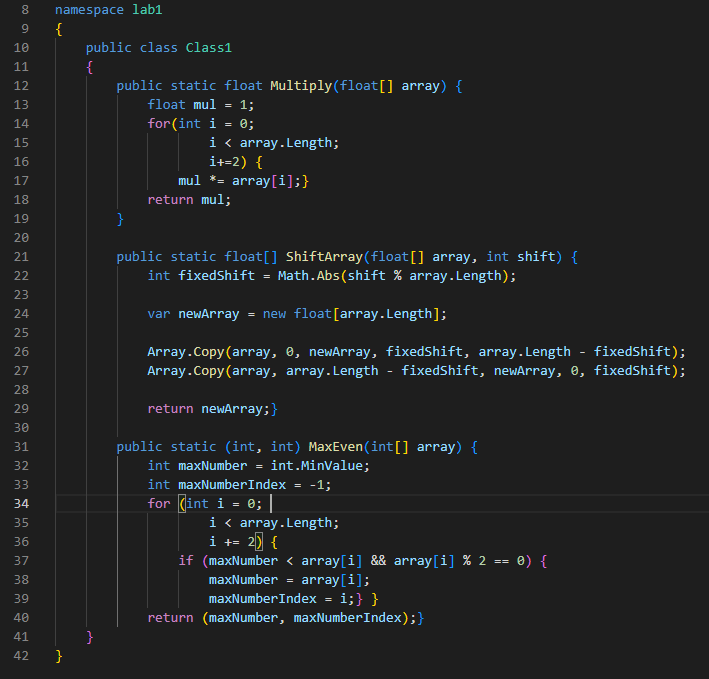 8 namespace lab1
9 {
10     public class Class1
11     {
12         public static float Multiply(float[] array) {
13             float mul = 1;
14             for(int i = 0;
15                     i < array.Length;
16                     i+=2) {
17                 mul *= array[i];}
18             return mul;
19         }
20
21         public static float[] ShiftArray(float[] array, int shift) {
22             int fixedShift = Math.Abs(shift % array.Length);
23
24             var newArray = new float[array.Length];
25
26             Array.Copy(array, 0, newArray, fixedShift, array.Length - fixedShift);
27             Array.Copy(array, array.Length - fixedShift, newArray, 0, fixedShift);
28
29             return newArray;}
30
31         public static (int, int) MaxEven(int[] array) {
32             int maxNumber = int.MinValue;
33             int maxNumberIndex = -1;
34             for (int i = 0;
35                     i < array.Length;
36                     i += 2) {
37                 if (maxNumber < array[i] && array[i] % 2 == 0) {
38                     maxNumber = array[i];
39                     maxNumberIndex = i;} }
40             return (maxNumber, maxNumberIndex);}
41     }
42 }